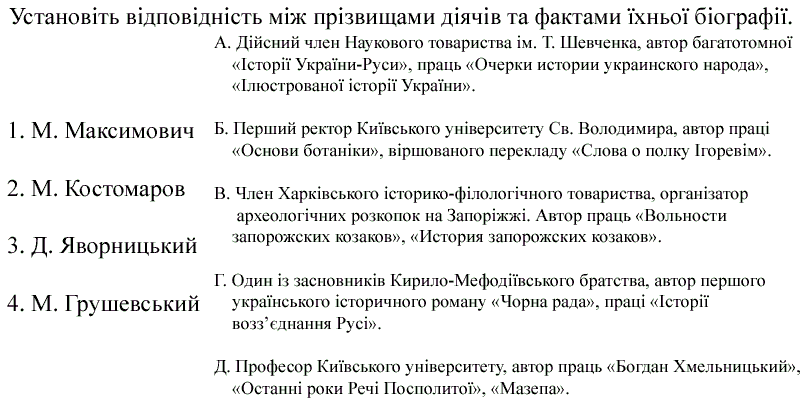 Установіть відповідність між прізвищами діячів та фактами їхньої біографії.
1. М. Максимович
2. М. Костомаров
3. Д. Яворницький
4. М. Грушевський
А. Дійсний член Наукового товариства ім. Т. Шевченка, автор багатотомної
«Історії України-Руси», праць «Очерки истории украинского народа»,
«Ілюстрованої історії України».
Б. Перший ректор Київського університету Св. Володимира, автор праці
«Основи ботаніки», віршованого перекладу «Слова о полку Ігоревім».
В. Член Харківського історико-філологічного товариства, організатор
археологічних розкопок на Запоріжжі. Автор праць «Вольности
запорожских козаков», «История запорожских козаков».
Г. Один із засновників Кирило-Мефодіївського братства, автор першого
українського історичного роману «Чорна рада», праці «Історії
возз’єднання Русі».
Д. Професор Київського університету, автор праць «Богдан Хмельницький»,
«Останні роки Речі Посполитої», «Мазепа».